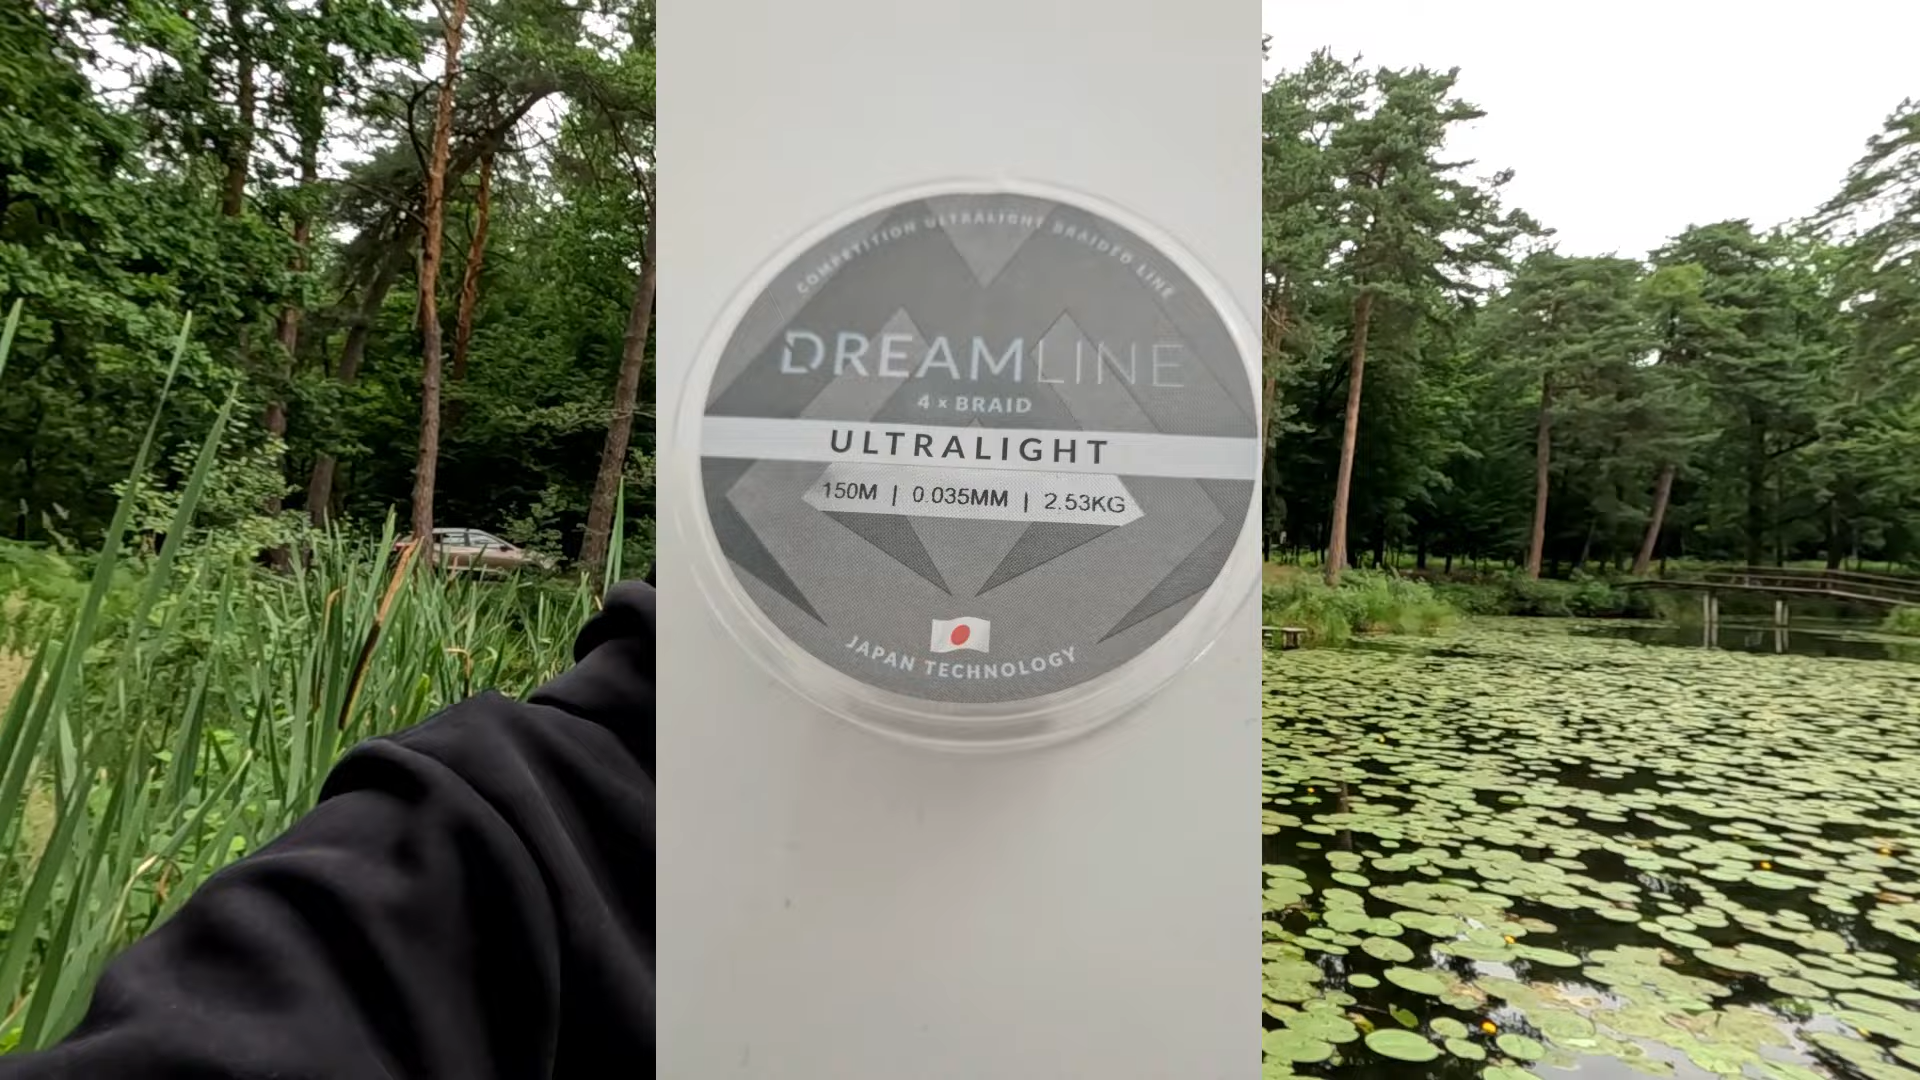 COMPETITION ULTRALIGHT BRAIDED LINE
DREAMLINE
4 × BRAID
ULTRALIGHT
150M | 0.035MM | 2.53KG
JAPAN TECHNOLOGY